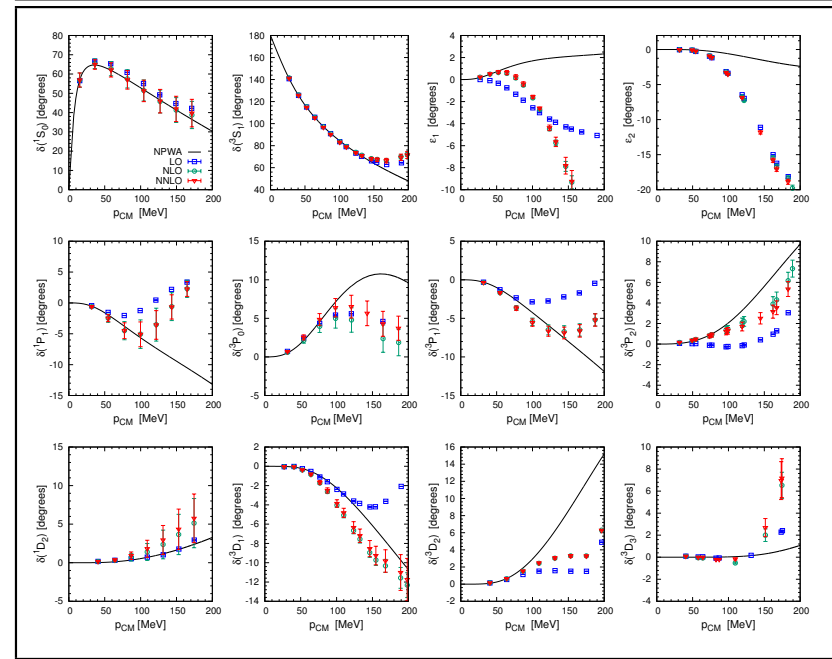 80
70
60
50
40
30
20
10
0
δ(¹S₀) [degrees]
NPWA
LO
NLO
NNLO
0 50 100 150 200
p_CM [MeV]
180
160
140
120
100
80
60
40
δ(³S₁) [degrees]
0 50 100 150 200
p_CM [MeV]
6
4
2
0
-2
-4
-6
-8
-10
ε₁ [degrees]
0 50 100 150 200
p_CM [MeV]
5
0
-5
-10
-15
-20
ε₂ [degrees]
0 50 100 150 200
p_CM [MeV]
10
5
0
-5
-10
-15
δ(¹P₁) [degrees]
0 50 100 150 200
p_CM [MeV]
15
10
5
0
-5
-10
δ(³P₀) [degrees]
0 50 100 150 200
p_CM [MeV]
5
0
-5
-10
-15
δ(³P₁) [degrees]
0 50 100 150 200
p_CM [MeV]
10
8
6
4
2
0
-2
-4
δ(³P₂) [degrees]
0 50 100 150 200
p_CM [MeV]
15
10
5
0
-5
δ(¹D₂) [degrees]
0 50 100 150 200
p_CM [MeV]
2
0
-2
-4
-6
-8
-10
-12
-14
δ(³D₁) [degrees]
0 50 100 150 200
p_CM [MeV]
16
14
12
10
8
6
4
2
0
-2
δ(³D₂) [degrees]
0 50 100 150 200
p_CM [MeV]
10
8
6
4
2
0
-2
-4
δ(³D₃) [degrees]
0 50 100 150 200
p_CM [MeV]